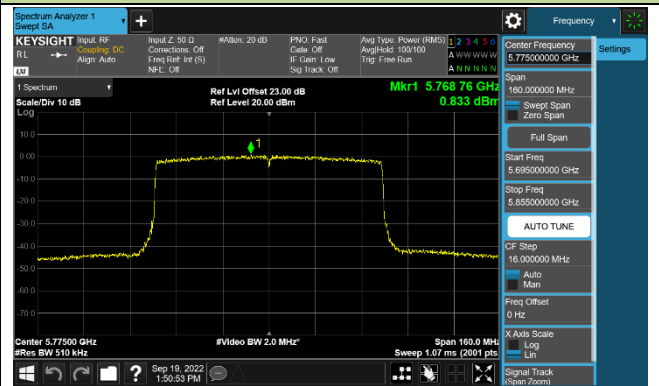 Spectrum Analyzer 1
Swept SA
+
Frequency
KEYSIGHT
RL
LXI
Input: RF
Coupling: DC
Align: Auto
Input Z: 50 Ω
Corrections: Off
Freq Ref: Int (S)
NFE: Off
#Atten: 20 dB
PNO: Fast
Gate: Off
IF Gain: Low
Sig Track: Off
Avg Type: Power (RMS)
Avg|Hold: 100/100
Trig: Free Run
1 2 3 4 5 6
A W W W W W
A N N N N N
1 Spectrum
Scale/Div 10 dB
Log
Ref Lvl Offset 23.00 dB
Ref Level 20.00 dBm
Mkr1 5.768 76 GHz
0.833 dBm
1
10.0
0.00
-10.0
-20.0
-30.0
-40.0
-50.0
-60.0
-70.0
Center 5.77500 GHz
#Res BW 510 kHz
#Video BW 2.0 MHz*
Span 160.0 MHz
Sweep 1.07 ms (2001 pts)
Center Frequency
5.775000000 GHz
Settings
Span
160.000000 MHz
Swept Span
Zero Span
Full Span
Start Freq
5.695000000 GHz
Stop Freq
5.855000000 GHz
AUTO TUNE
CF Step
16.000000 MHz
Auto
Man
Freq Offset
0 Hz
X Axis Scale
Log
Lin
Signal Track
(Span Zoom)
?
Sep 19, 2022
1:50:53 PM